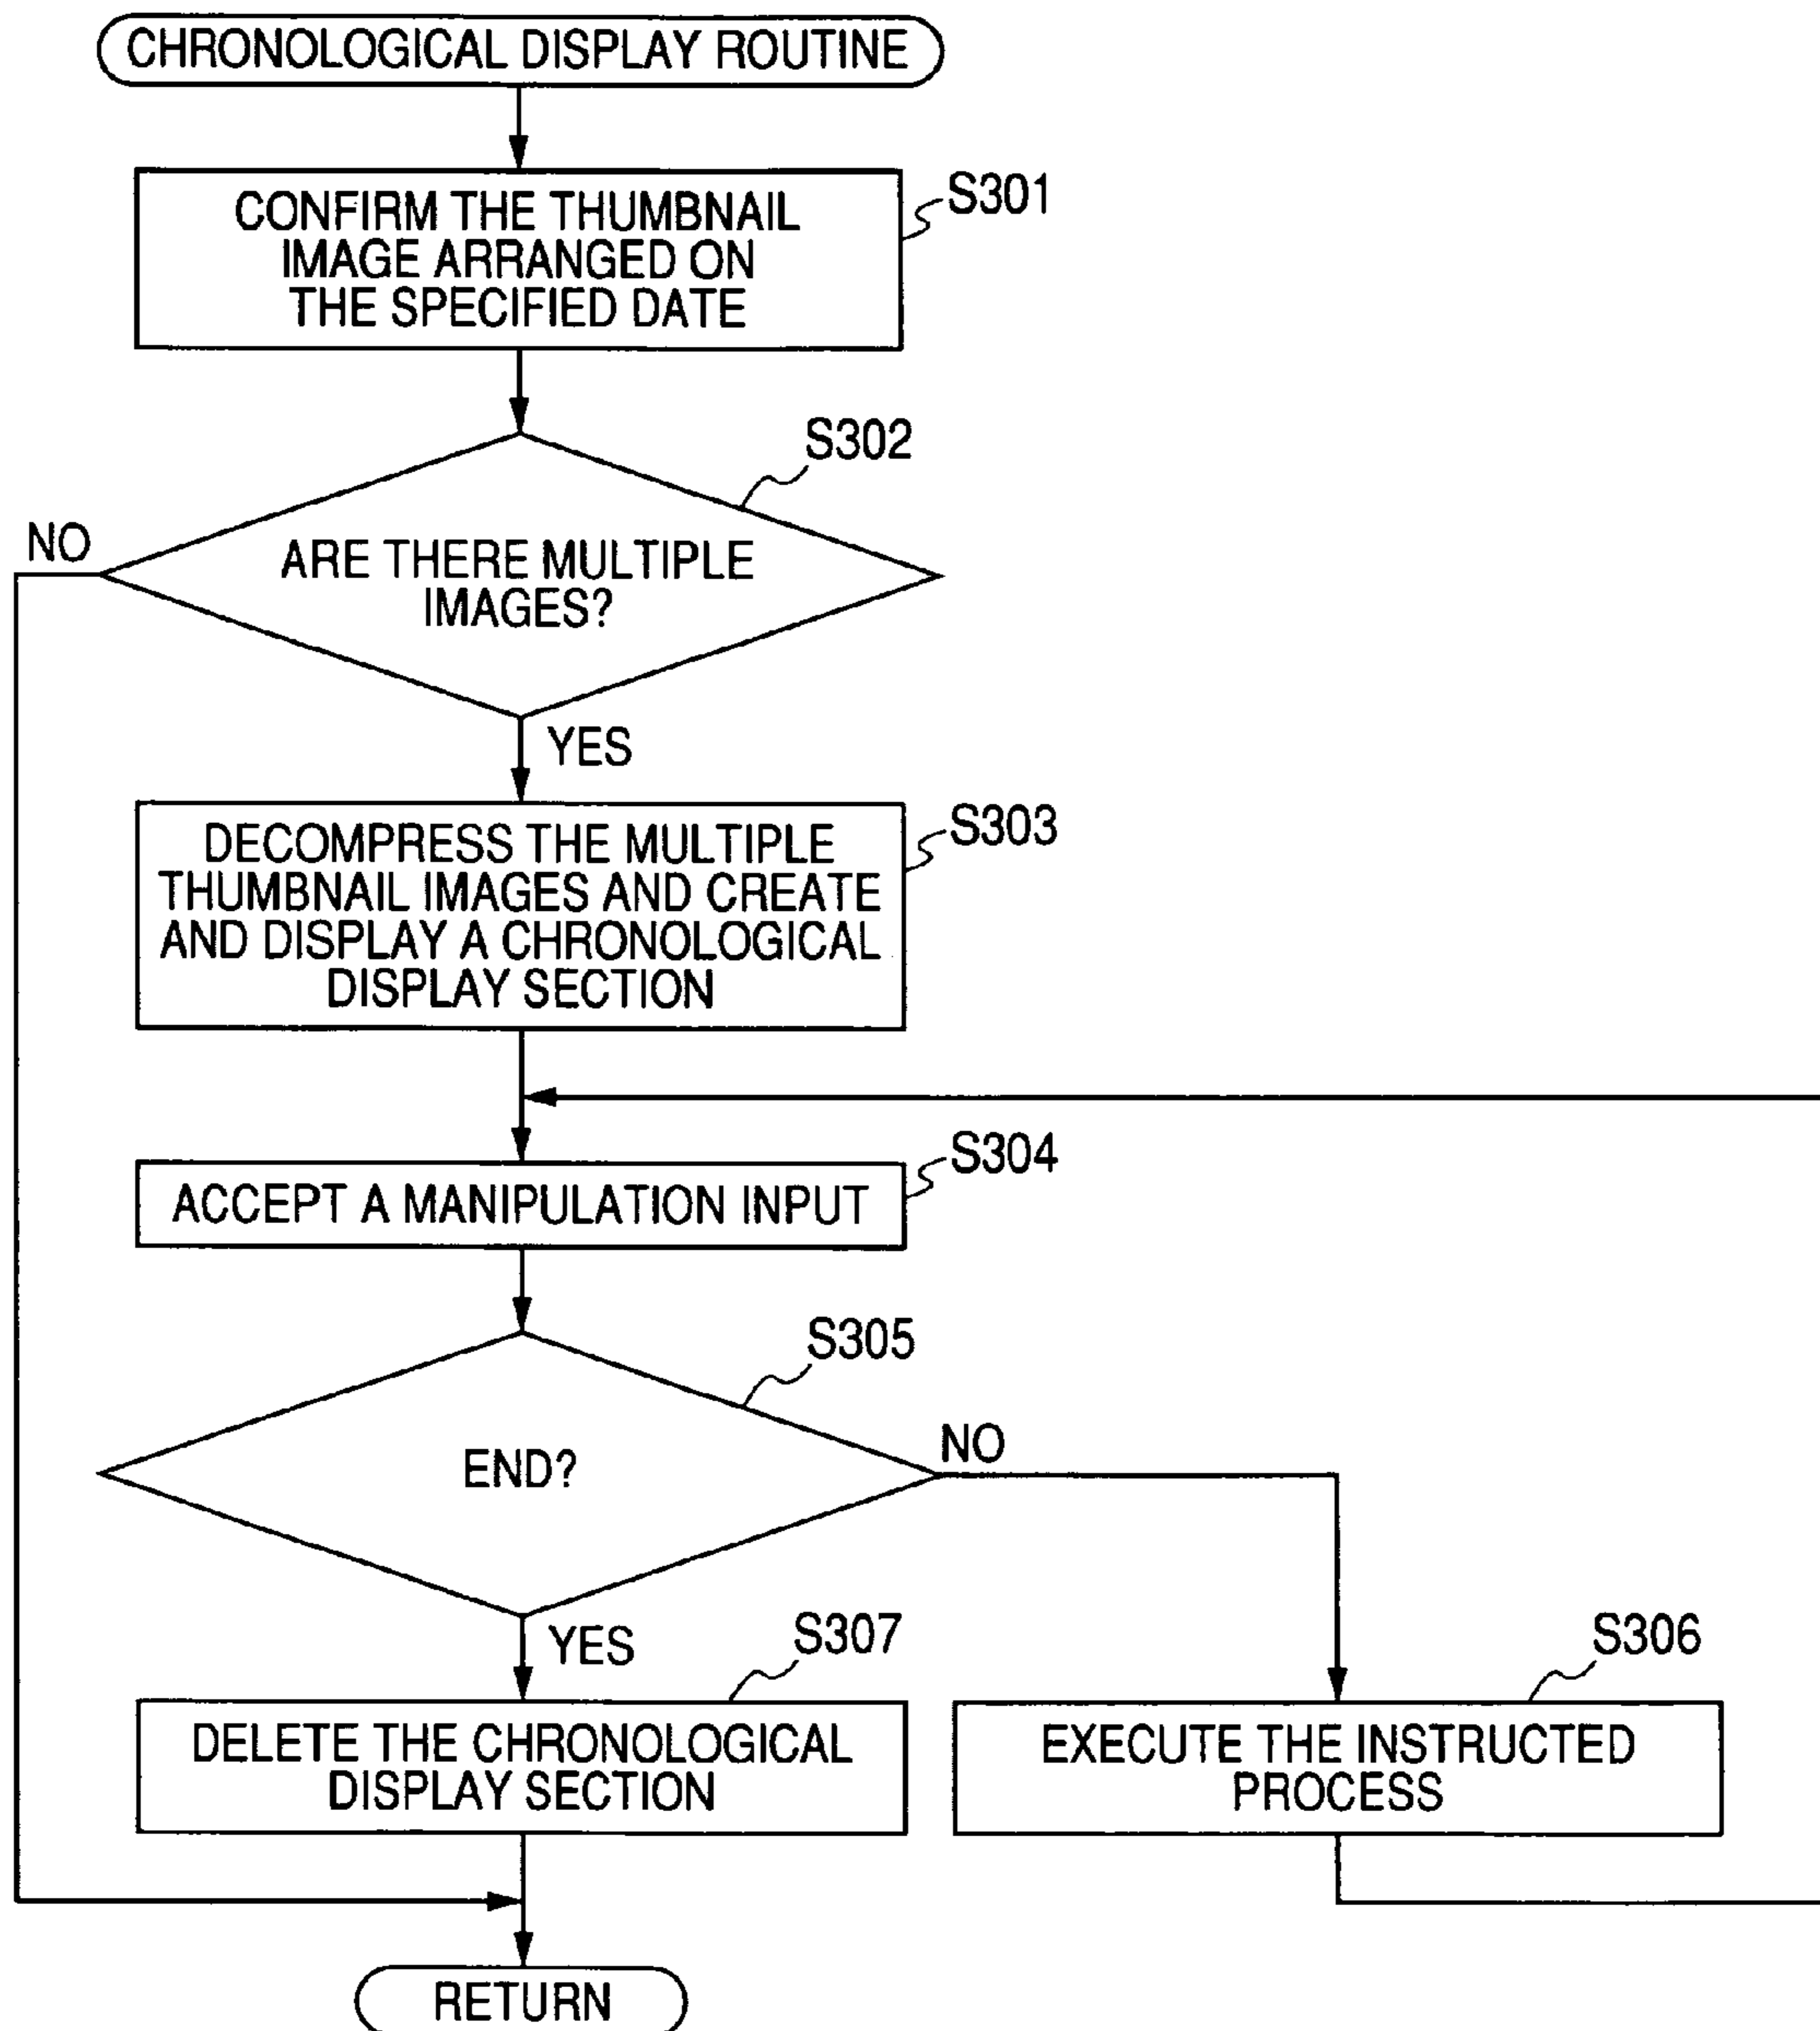 CHRONOLOGICAL DISPLAY ROUTINE
CONFIRM THE THUMBNAIL
IMAGE ARRANGED ON
THE SPECIFIED DATE
S301
S302
NO
ARE THERE MULTIPLE
IMAGES?
YES
DECOMPRESS THE MULTIPLE
THUMBNAIL IMAGES AND CREATE
AND DISPLAY A CHRONOLOGICAL
DISPLAY SECTION
S303
S304
ACCEPT A MANIPULATION INPUT
S305
END?
NO
YES
S307
S306
DELETE THE CHRONOLOGICAL
DISPLAY SECTION
EXECUTE THE INSTRUCTED
PROCESS
RETURN